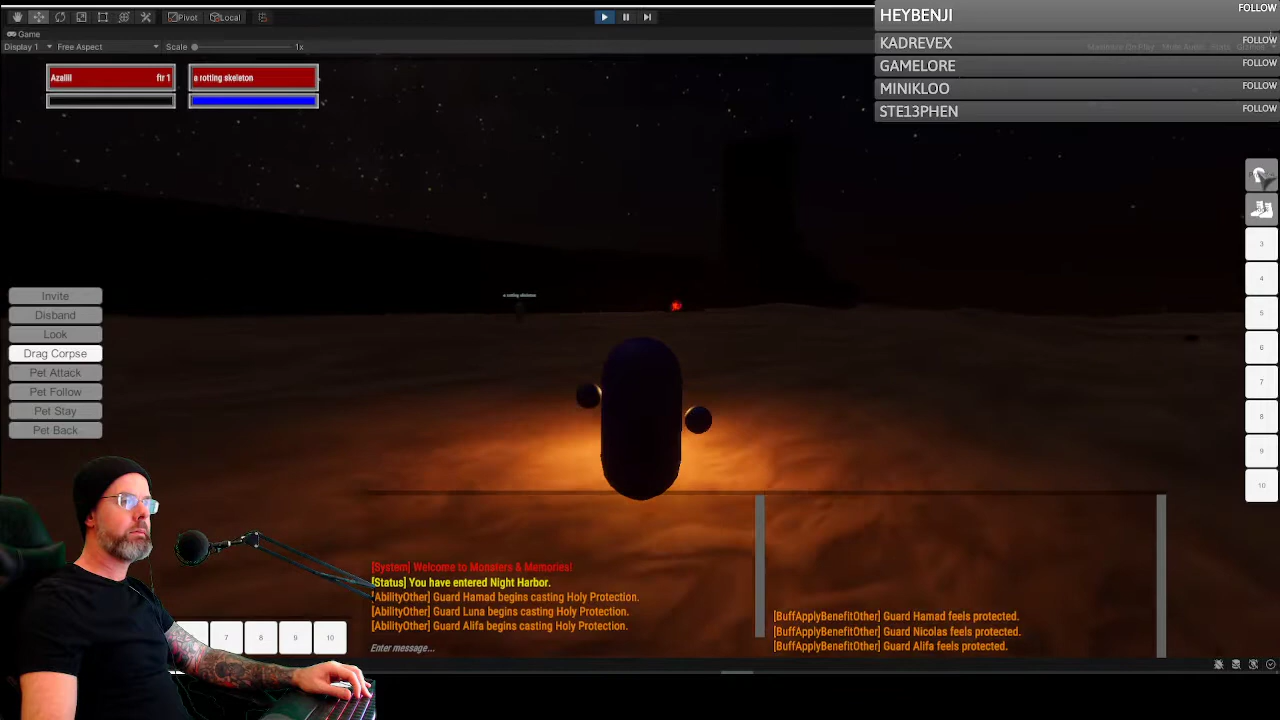 Pivot
Local
Game
Display 1
Free Aspect
Scale
1x
HEYBENJI
FOLLOW
KADREVEX
FOLLOW
GAMELORE
FOLLOW
MINIKLOO
FOLLOW
STE13PHEN
FOLLOW
Azaliil
ftr 1
a rotting skeleton
a rotting skeleton
Invite
Disband
Look
Drag Corpse
Pet Attack
Pet Follow
Pet Stay
Pet Back
3
4
5
6
7
8
9
10
[System] Welcome to Monsters & Memories!
[Status] You have entered Night Harbor.
[AbilityOther] Guard Hamad begins casting Holy Protection.
[AbilityOther] Guard Luna begins casting Holy Protection.
[AbilityOther] Guard Alifa begins casting Holy Protection.
Enter message...
[BuffApplyBenefitOther] Guard Hamad feels protected.
[BuffApplyBenefitOther] Guard Nicolas feels protected.
[BuffApplyBenefitOther] Guard Alifa feels protected.
7
8
9
10